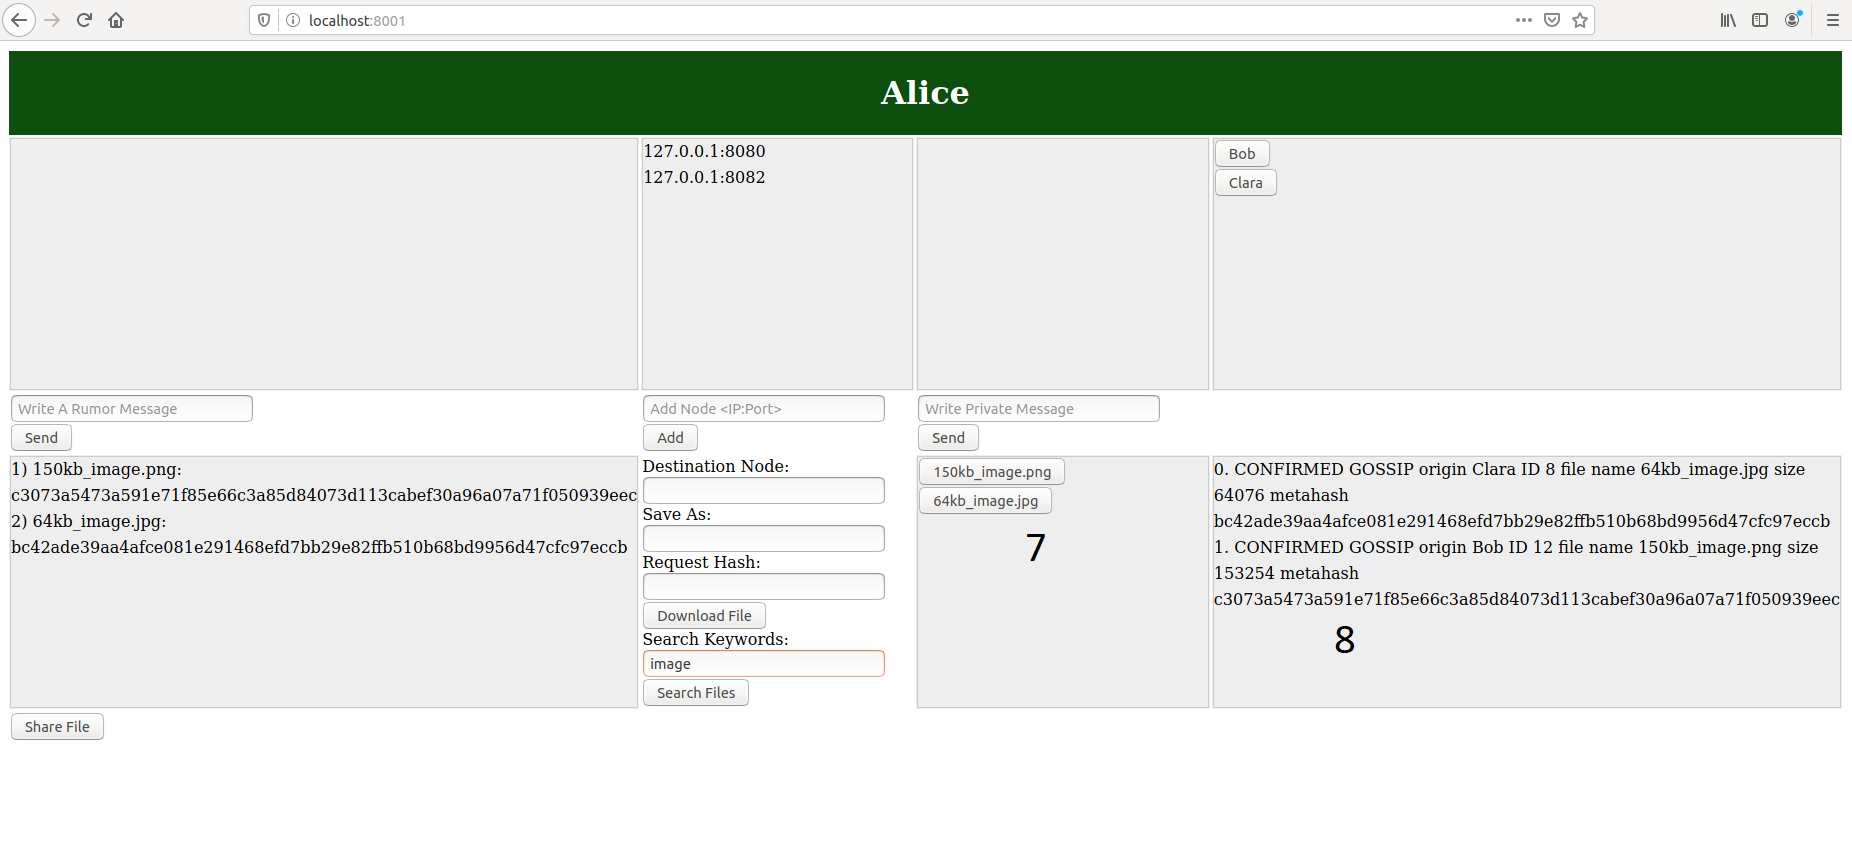 localhost:8001
Alice
127.0.0.1:8080
127.0.0.1:8082
Bob
Clara
Write A Rumor Message
Send
Add Node <IP:Port>
Add
Write Private Message
Send
1) 150kb_image.png:
c3073a5473a591e71f85e66c3a85d84073d113cabef30a96a07a71f050939eec
2) 64kb_image.jpg:
bc42ade39aa4afce081e291468efd7bb29e82ffb510b68bd9956d47cfc97eccb
Share File
Destination Node:
Save As:
Request Hash:
Download File
Search Keywords:
image
Search Files
150kb_image.png
64kb_image.jpg
7
0. CONFIRMED GOSSIP origin Clara ID 8 file name 64kb_image.jpg size
64076 metahash
bc42ade39aa4afce081e291468efd7bb29e82ffb510b68bd9956d47cfc97eccb
1. CONFIRMED GOSSIP origin Bob ID 12 file name 150kb_image.png size
153254 metahash
c3073a5473a591e71f85e66c3a85d84073d113cabef30a96a07a71f050939eec
8